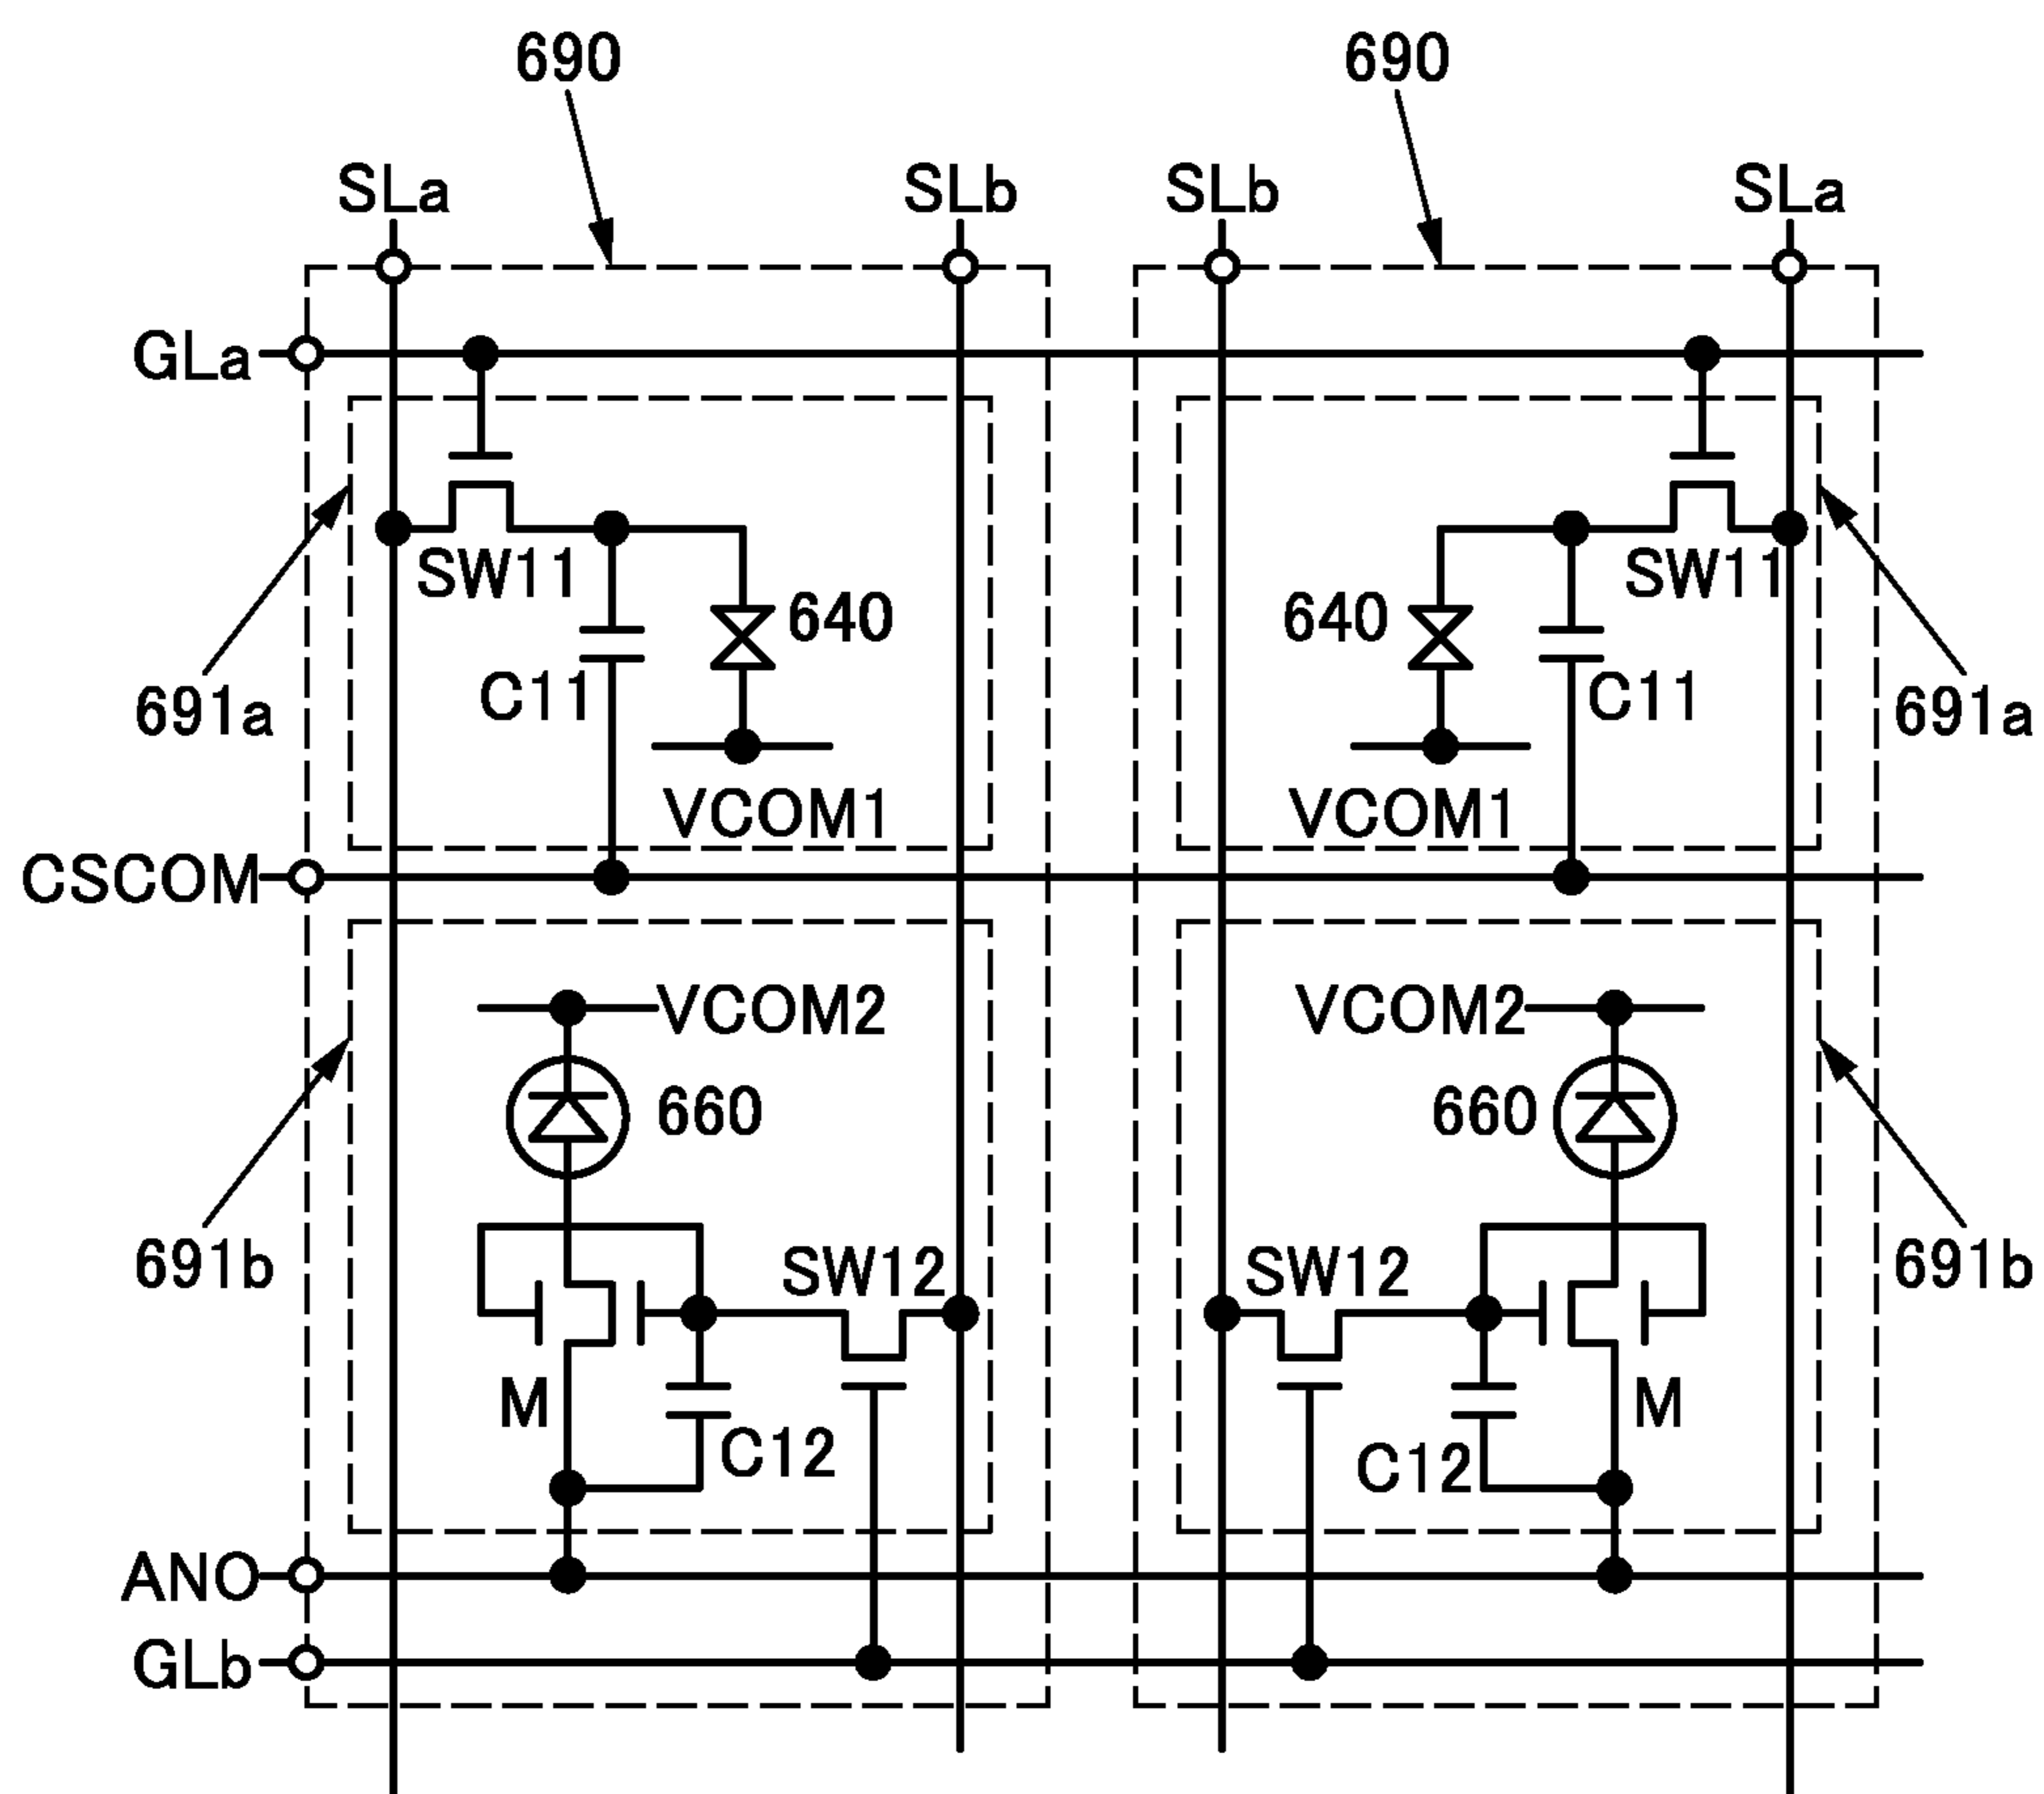 690 690
SLa SLb SLb SLa
GLa
SW11 SW11
640 640
C11 C11
691a 691a
VCOM1 VCOM1
CSCOM
VCOM2 VCOM2
660 660
691b SW12 SW12 691b
M M
C12 C12
ANO
GLb